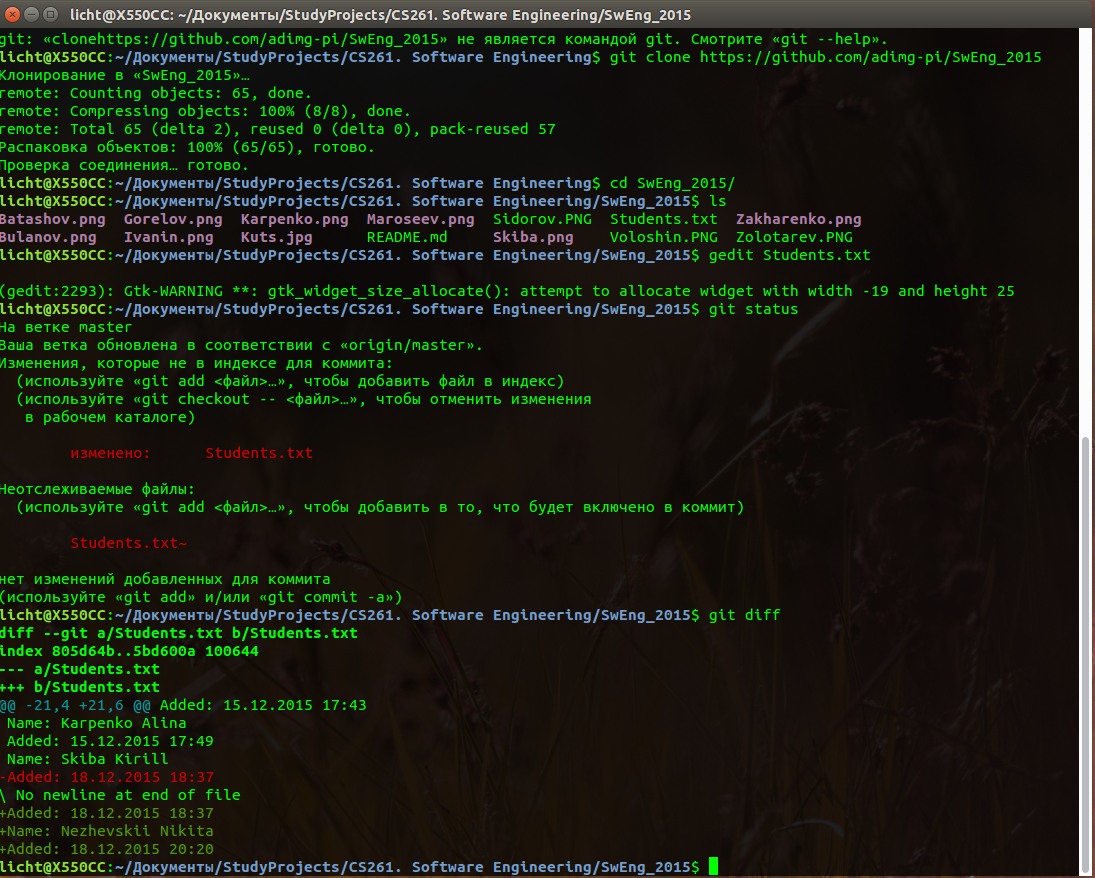 licht@X550CC: ~/Документы/StudyProjects/CS261. Software Engineering/SwEng_2015
git: «clonehttps://github.com/adimg-pi/SwEng_2015» не является командой git. Смотрите «git --help».
licht@X550CC:~/Документы/StudyProjects/CS261. Software Engineering$ git clone https://github.com/adimg-pi/SwEng_2015
Клонирование в «SwEng_2015»…
remote: Counting objects: 65, done.
remote: Compressing objects: 100% (8/8), done.
remote: Total 65 (delta 2), reused 0 (delta 0), pack-reused 57
Распаковка объектов: 100% (65/65), готово.
Проверка соединения… готово.
licht@X550CC:~/Документы/StudyProjects/CS261. Software Engineering$ cd SwEng_2015/
licht@X550CC:~/Документы/StudyProjects/CS261. Software Engineering/SwEng_2015$ ls
Batashov.png  Gorelov.png  Karpenko.png  Maroseev.png  Sidorov.PNG  Students.txt  Zakharenko.png
Bulanov.png   Ivanin.png   Kuts.jpg      README.md     Skiba.png    Voloshin.PNG  Zolotarev.PNG
licht@X550CC:~/Документы/StudyProjects/CS261. Software Engineering/SwEng_2015$ gedit Students.txt
(gedit:2293): Gtk-WARNING **: gtk_widget_size_allocate(): attempt to allocate widget with width -19 and height 25
licht@X550CC:~/Документы/StudyProjects/CS261. Software Engineering/SwEng_2015$ git status
На ветке master
Ваша ветка обновлена в соответствии с «origin/master».
Изменения, которые не в индексе для коммита:
  (используйте «git add <файл>…», чтобы добавить файл в индекс)
  (используйте «git checkout -- <файл>…», чтобы отменить изменения
   в рабочем каталоге)
изменено:      Students.txt
Неотслеживаемые файлы:
  (используйте «git add <файл>…», чтобы добавить в то, что будет включено в коммит)
Students.txt~
нет изменений добавленных для коммита
(используйте «git add» и/или «git commit -a»)
licht@X550CC:~/Документы/StudyProjects/CS261. Software Engineering/SwEng_2015$ git diff
diff --git a/Students.txt b/Students.txt
index 805d64b..5bd600a 100644
--- a/Students.txt
+++ b/Students.txt
@@ -21,4 +21,6 @@ Added: 15.12.2015 17:43
 Name: Karpenko Alina
 Added: 15.12.2015 17:49
 Name: Skiba Kirill
-Added: 18.12.2015 18:37
\ No newline at end of file
+Added: 18.12.2015 18:37
+Name: Nezhevskii Nikita
+Added: 18.12.2015 20:20
licht@X550CC:~/Документы/StudyProjects/CS261. Software Engineering/SwEng_2015$